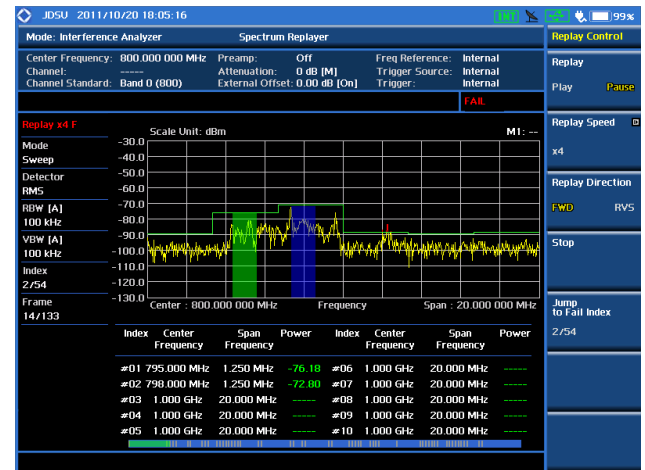 JDSU 2011/10/20 18:05:16 INT 99%
Mode: Interference Analyzer Spectrum Replayer Replay Control
Center Frequency: 800.000 000 MHz Preamp: Off Freq Reference: Internal
Channel: ----- Attenuation: 0 dB [M] Trigger Source: Internal
Channel Standard: Band 0 (800) External Offset: 0.00 dB [On] Trigger: Internal
FAIL
Replay
Play Pause
Replay Speed
x4
Replay Direction
FWD RVS
Stop
Jump
to Fail Index
2/54
Replay x4 F
Mode
Sweep
Detector
RMS
RBW [A]
100 kHz
VBW [A]
100 kHz
Index
2/54
Frame
14/133
Scale Unit: dBm M1: --
-30.0
-40.0
-50.0
-60.0
-70.0
-80.0
-90.0
-100.0
-110.0
-120.0
-130.0
Center : 800.000 000 MHz Frequency Span : 20.000 000 MHz
Index Center Span Power Index Center Span Power
Frequency Frequency Frequency Frequency
#01 795.000 MHz 1.250 MHz -76.18 #06 1.000 GHz 20.000 MHz -----
#02 798.000 MHz 1.250 MHz -72.80 #07 1.000 GHz 20.000 MHz -----
#03 1.000 GHz 20.000 MHz ----- #08 1.000 GHz 20.000 MHz -----
#04 1.000 GHz 20.000 MHz ----- #09 1.000 GHz 20.000 MHz -----
#05 1.000 GHz 20.000 MHz ----- #10 1.000 GHz 20.000 MHz -----